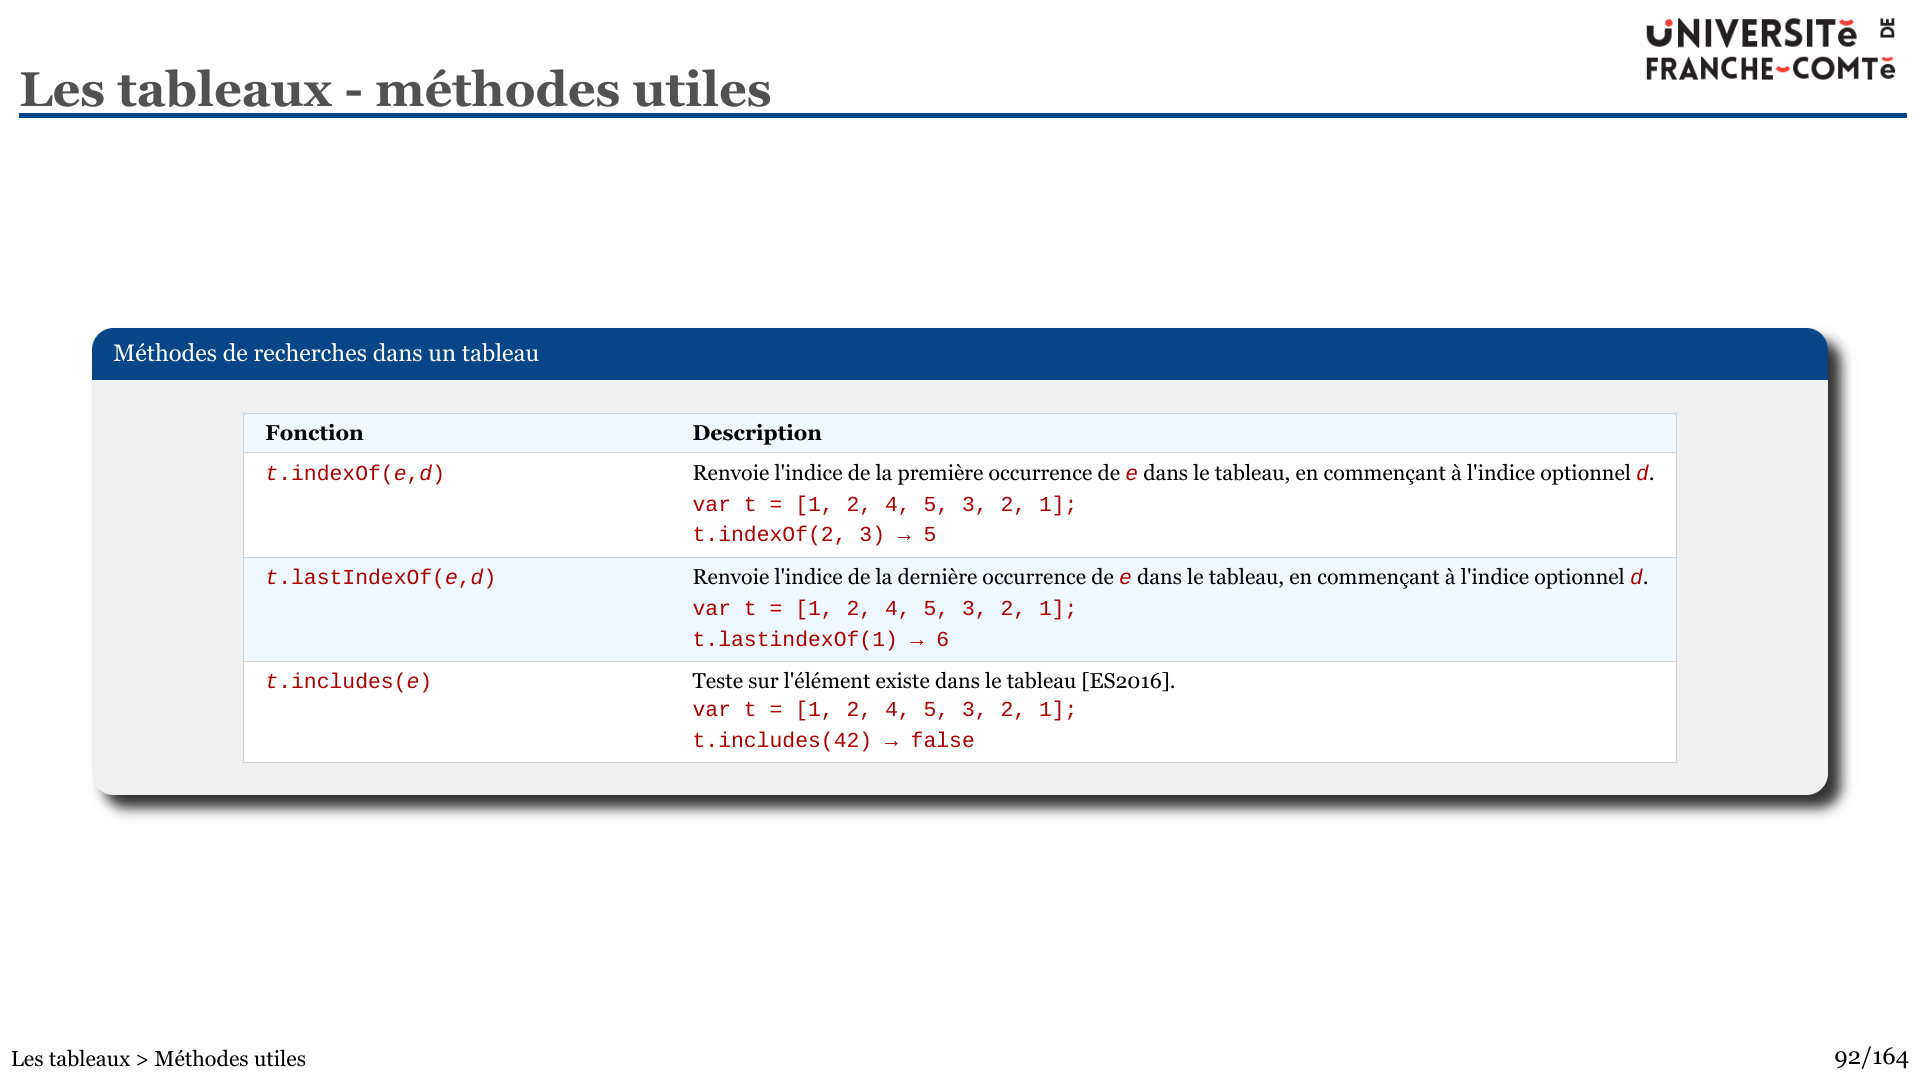 UNIVERSITĕ DE
FRANCHE-COMTĕ
Les tableaux - méthodes utiles
Méthodes de recherches dans un tableau
Fonction Description
t.indexOf(e,d) Renvoie l'indice de la première occurrence de e dans le tableau, en commençant à l'indice optionnel d.
var t = [1, 2, 4, 5, 3, 2, 1];
t.indexOf(2, 3) → 5
t.lastIndexOf(e,d) Renvoie l'indice de la dernière occurrence de e dans le tableau, en commençant à l'indice optionnel d.
var t = [1, 2, 4, 5, 3, 2, 1];
t.lastindexOf(1) → 6
t.includes(e) Teste sur l'élément existe dans le tableau [ES2016].
var t = [1, 2, 4, 5, 3, 2, 1];
t.includes(42) → false
Les tableaux > Méthodes utiles
92/164